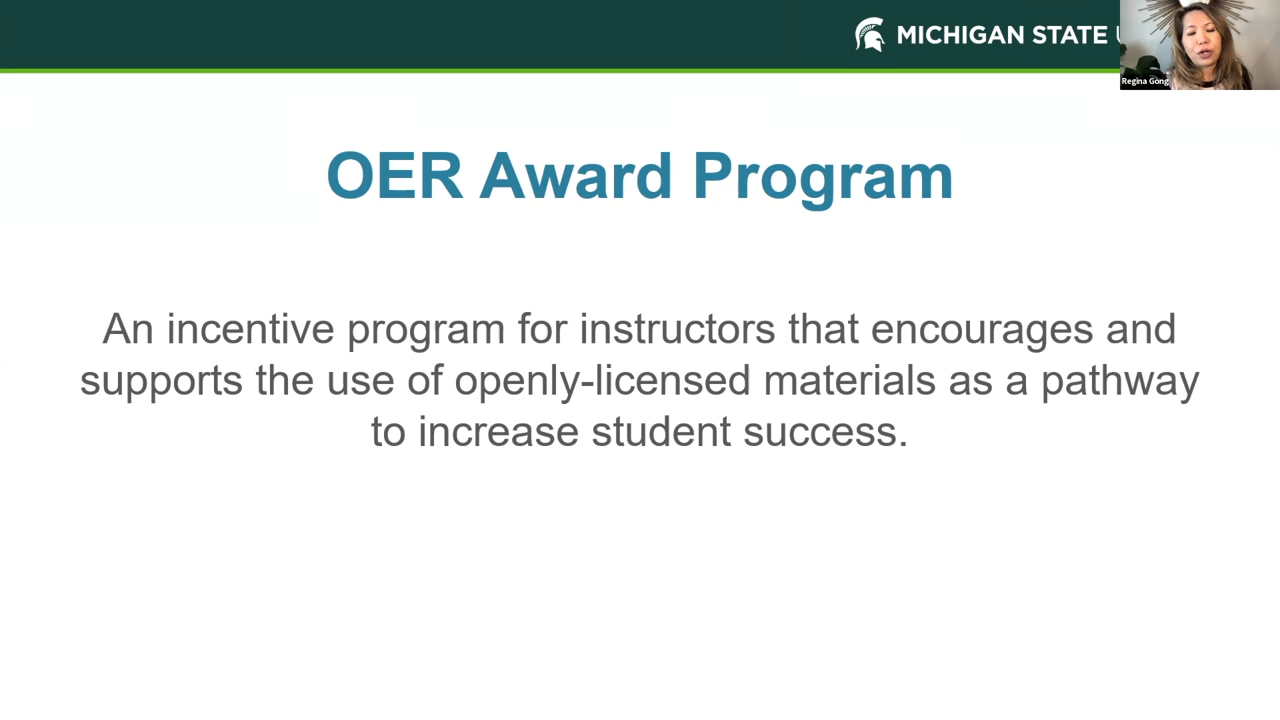 MICHIGAN STATE
Regina Gong
OER Award Program
An incentive program for instructors that encourages and
supports the use of openly-licensed materials as a pathway
to increase student success.